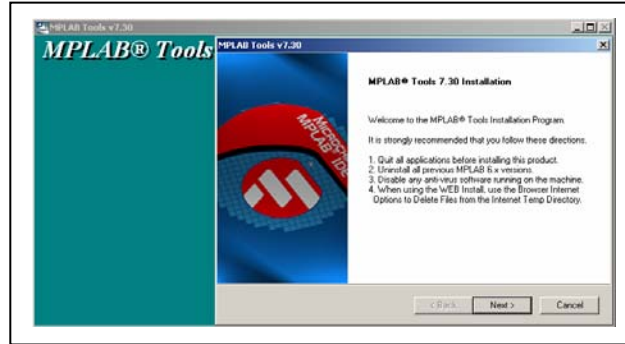 MPLAB Tools v7.30
MPLAB® Tools
MPLAB Tools v7.30
MPLAB® Tools 7.30 Installation
Welcome to the MPLAB® Tools Installation Program.
It is strongly recommended that you follow these directions.
1. Quit all applications before installing this product.
2. Uninstall all previous MPLAB 6.x versions.
3. Disable any anti-virus software running on the machine.
4. When using the WEB Install, use the Browser Internet
Options to Delete Files from the Internet Temp Directory.
MICROCHIP
MPLAB IDE
< Back
Next >
Cancel